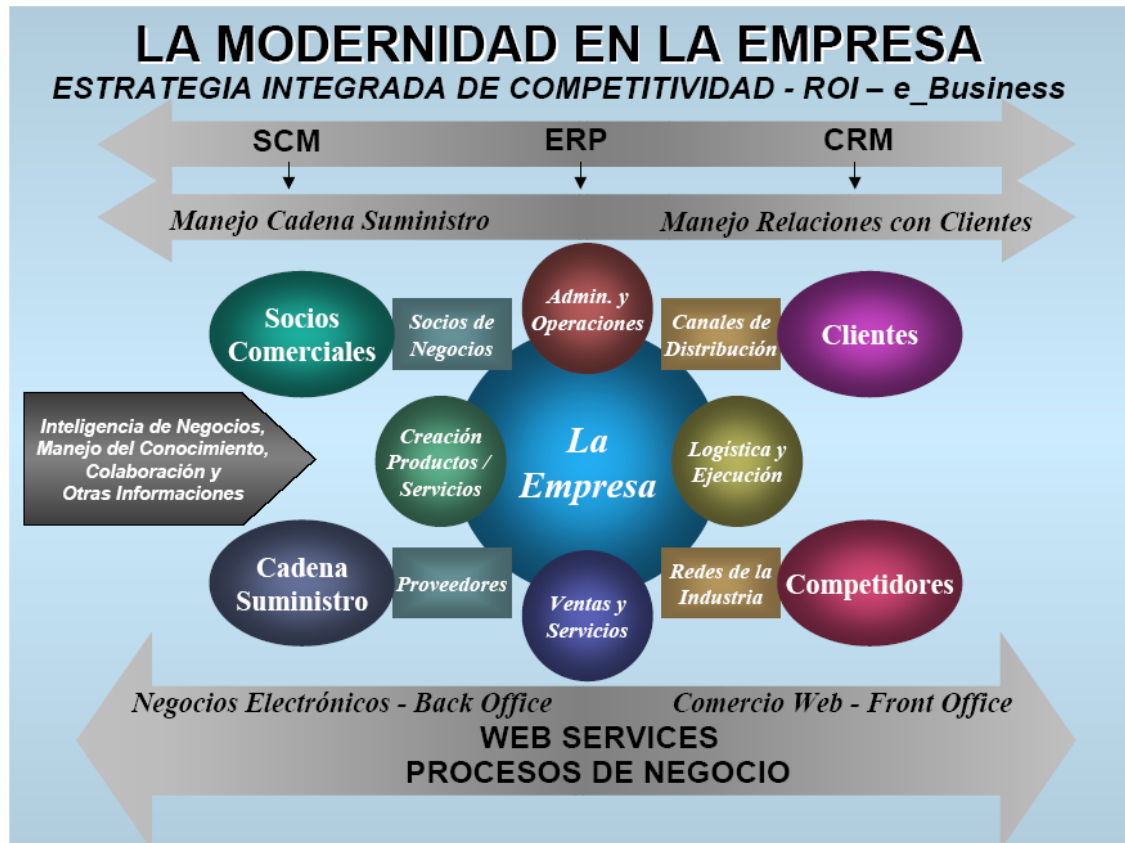 LA MODERNIDAD EN LA EMPRESA
ESTRATEGIA INTEGRADA DE COMPETITIVIDAD - ROI – e_Business
SCM
ERP
CRM
Manejo Cadena Suministro
Manejo Relaciones con Clientes
Socios
Comerciales
Socios de
Negocios
Admin. y
Operaciones
Canales de
Distribución
Clientes
Inteligencia de Negocios,
Manejo del Conocimiento,
Colaboración y
Otras Informaciones
Creación
Productos /
Servicios
La
Empresa
Logística y
Ejecución
Cadena
Suministro
Proveedores
Ventas y
Servicios
Redes de la
Industria
Competidores
Negocios Electrónicos - Back Office
Comercio Web - Front Office
WEB SERVICES
PROCESOS DE NEGOCIO